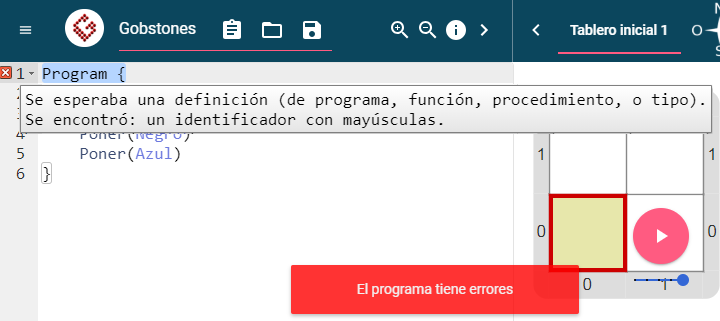 Gobstones
Tablero inicial 1
N
O
S
1 Program {
Se esperaba una definición (de programa, función, procedimiento, o tipo).
Se encontró: un identificador con mayúsculas.
4 Poner(Negro)
5 Poner(Azul)
6 }
1 1
0 0
0 1
El programa tiene errores